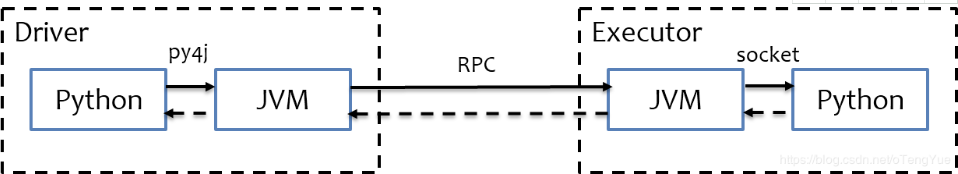 Driver
Executor
py4j
RPC
socket
Python
JVM
JVM
Python
https://blog.csdn.net/oTengYue